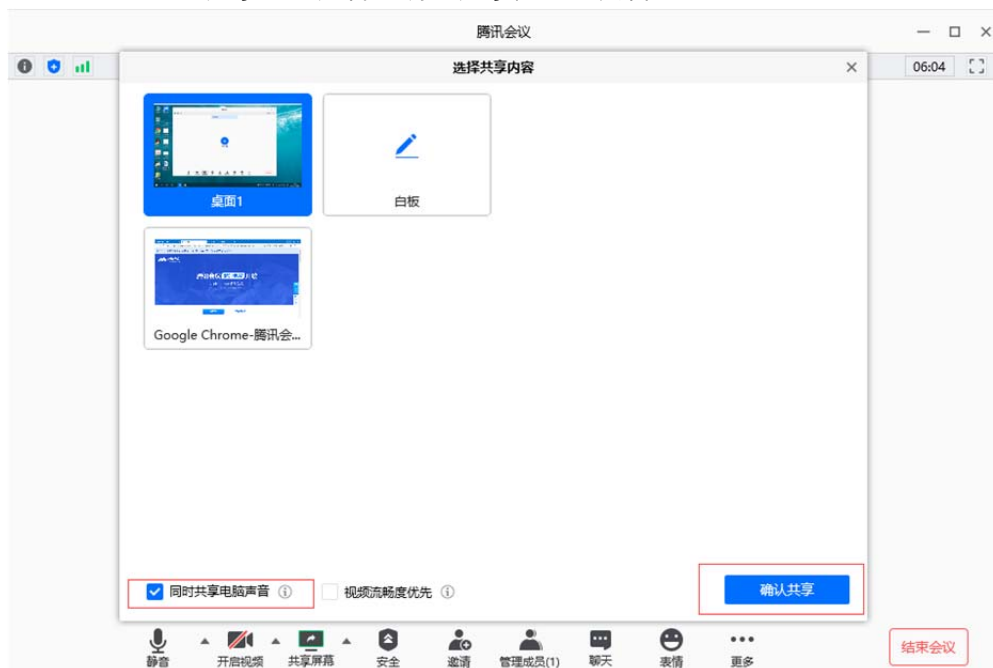 腾讯会议
选择共享内容
06:04
桌面1
白板
Google Chrome-腾讯会...
同时共享电脑声音
视频流畅度优先
确认共享
静音
开启视频
共享屏幕
安全
邀请
管理成员(1)
聊天
表情
更多
结束会议